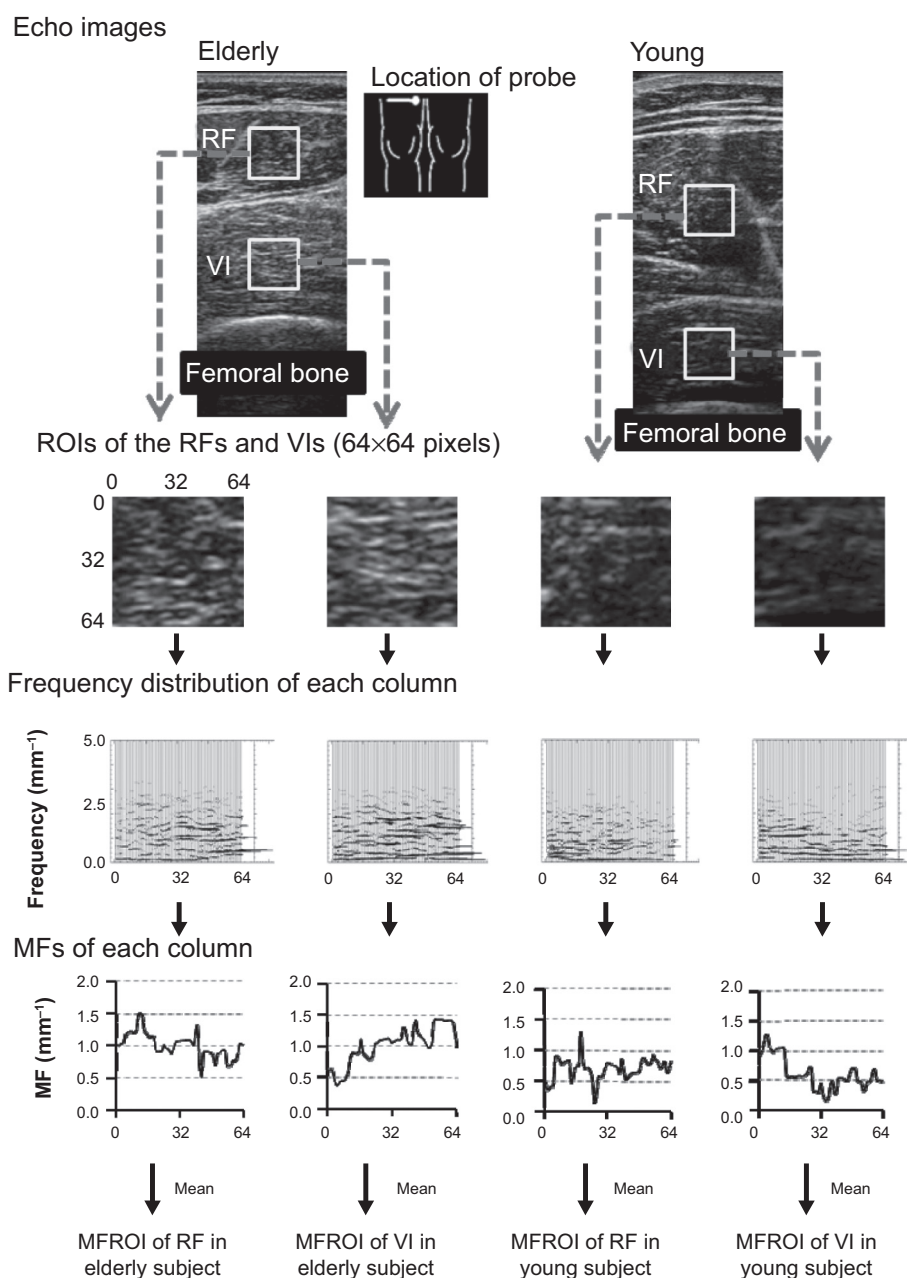 Echo images
Elderly
Young
Location of probe
RF
VI
Femoral bone
RF
VI
Femoral bone
ROIs of the RFs and VIs (64×64 pixels)
0 32 64
0
32
64
Frequency distribution of each column
Frequency (mm⁻¹)
5.0
2.5
0.0
0 32 64
0 32 64
0 32 64
0 32 64
MFs of each column
MF (mm⁻¹)
2.0
1.5
1.0
0.5
0.0
0 32 64
2.0
1.5
1.0
0.5
0.0
0 32 64
2.0
1.5
1.0
0.5
0.0
0 32 64
2.0
1.5
1.0
0.5
0.0
0 32 64
Mean
Mean
Mean
Mean
MFROI of RF in
elderly subject
MFROI of VI in
elderly subject
MFROI of RF in
young subject
MFROI of VI in
young subject